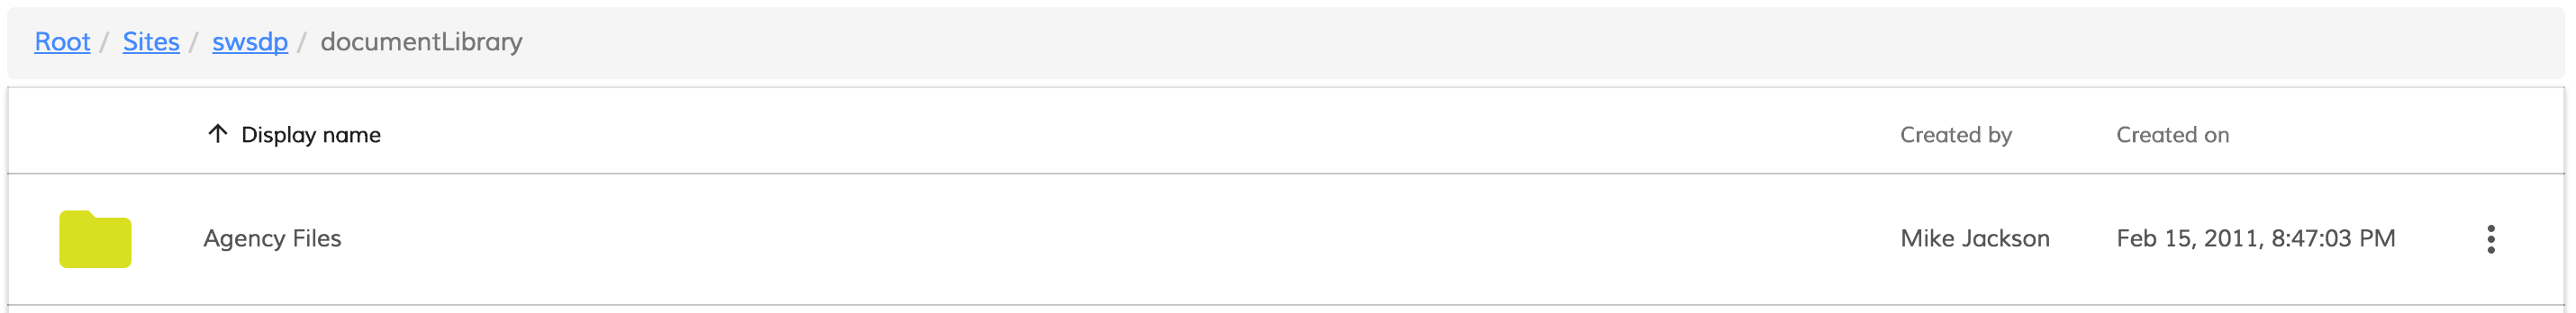 Root / Sites / swsdp / documentLibrary
Display name Created by Created on
Agency Files Mike Jackson Feb 15, 2011, 8:47:03 PM